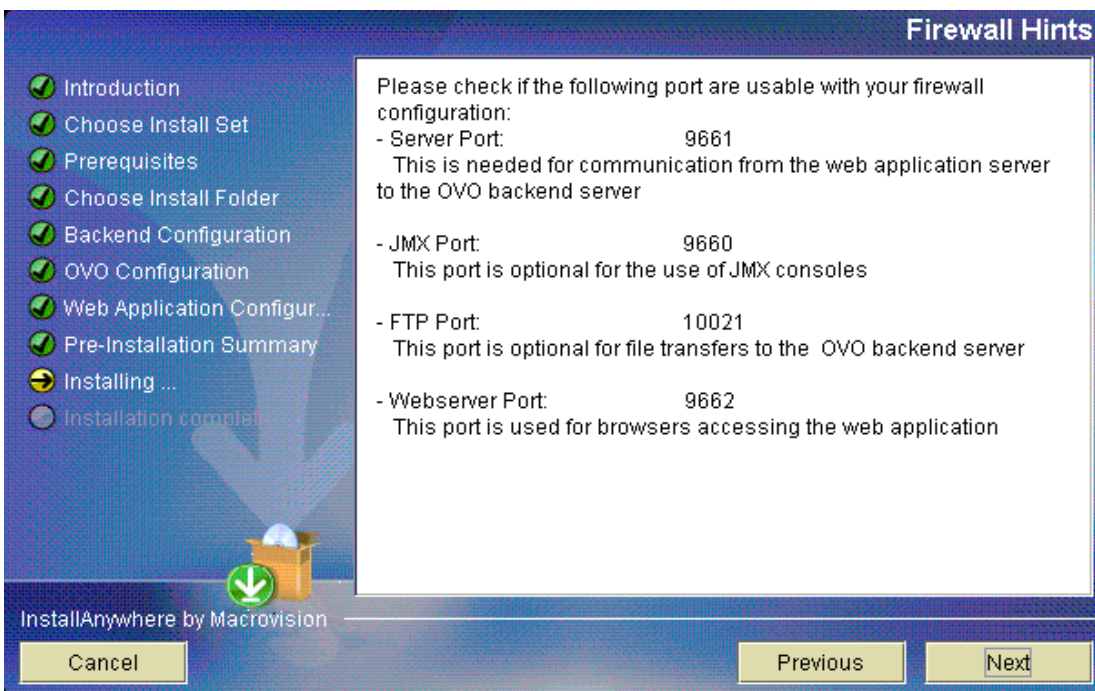 Firewall Hints
Introduction
Choose Install Set
Prerequisites
Choose Install Folder
Backend Configuration
OVO Configuration
Web Application Configur...
Pre-Installation Summary
Installing ...
Installation complet
Please check if the following port are usable with your firewall
configuration:
- Server Port: 9661
This is needed for communication from the web application server
to the OVO backend server
- JMX Port: 9660
This port is optional for the use of JMX consoles
- FTP Port: 10021
This port is optional for file transfers to the OVO backend server
- Webserver Port: 9662
This port is used for browsers accessing the web application
InstallAnywhere by Macrovision
Cancel
Previous
Next